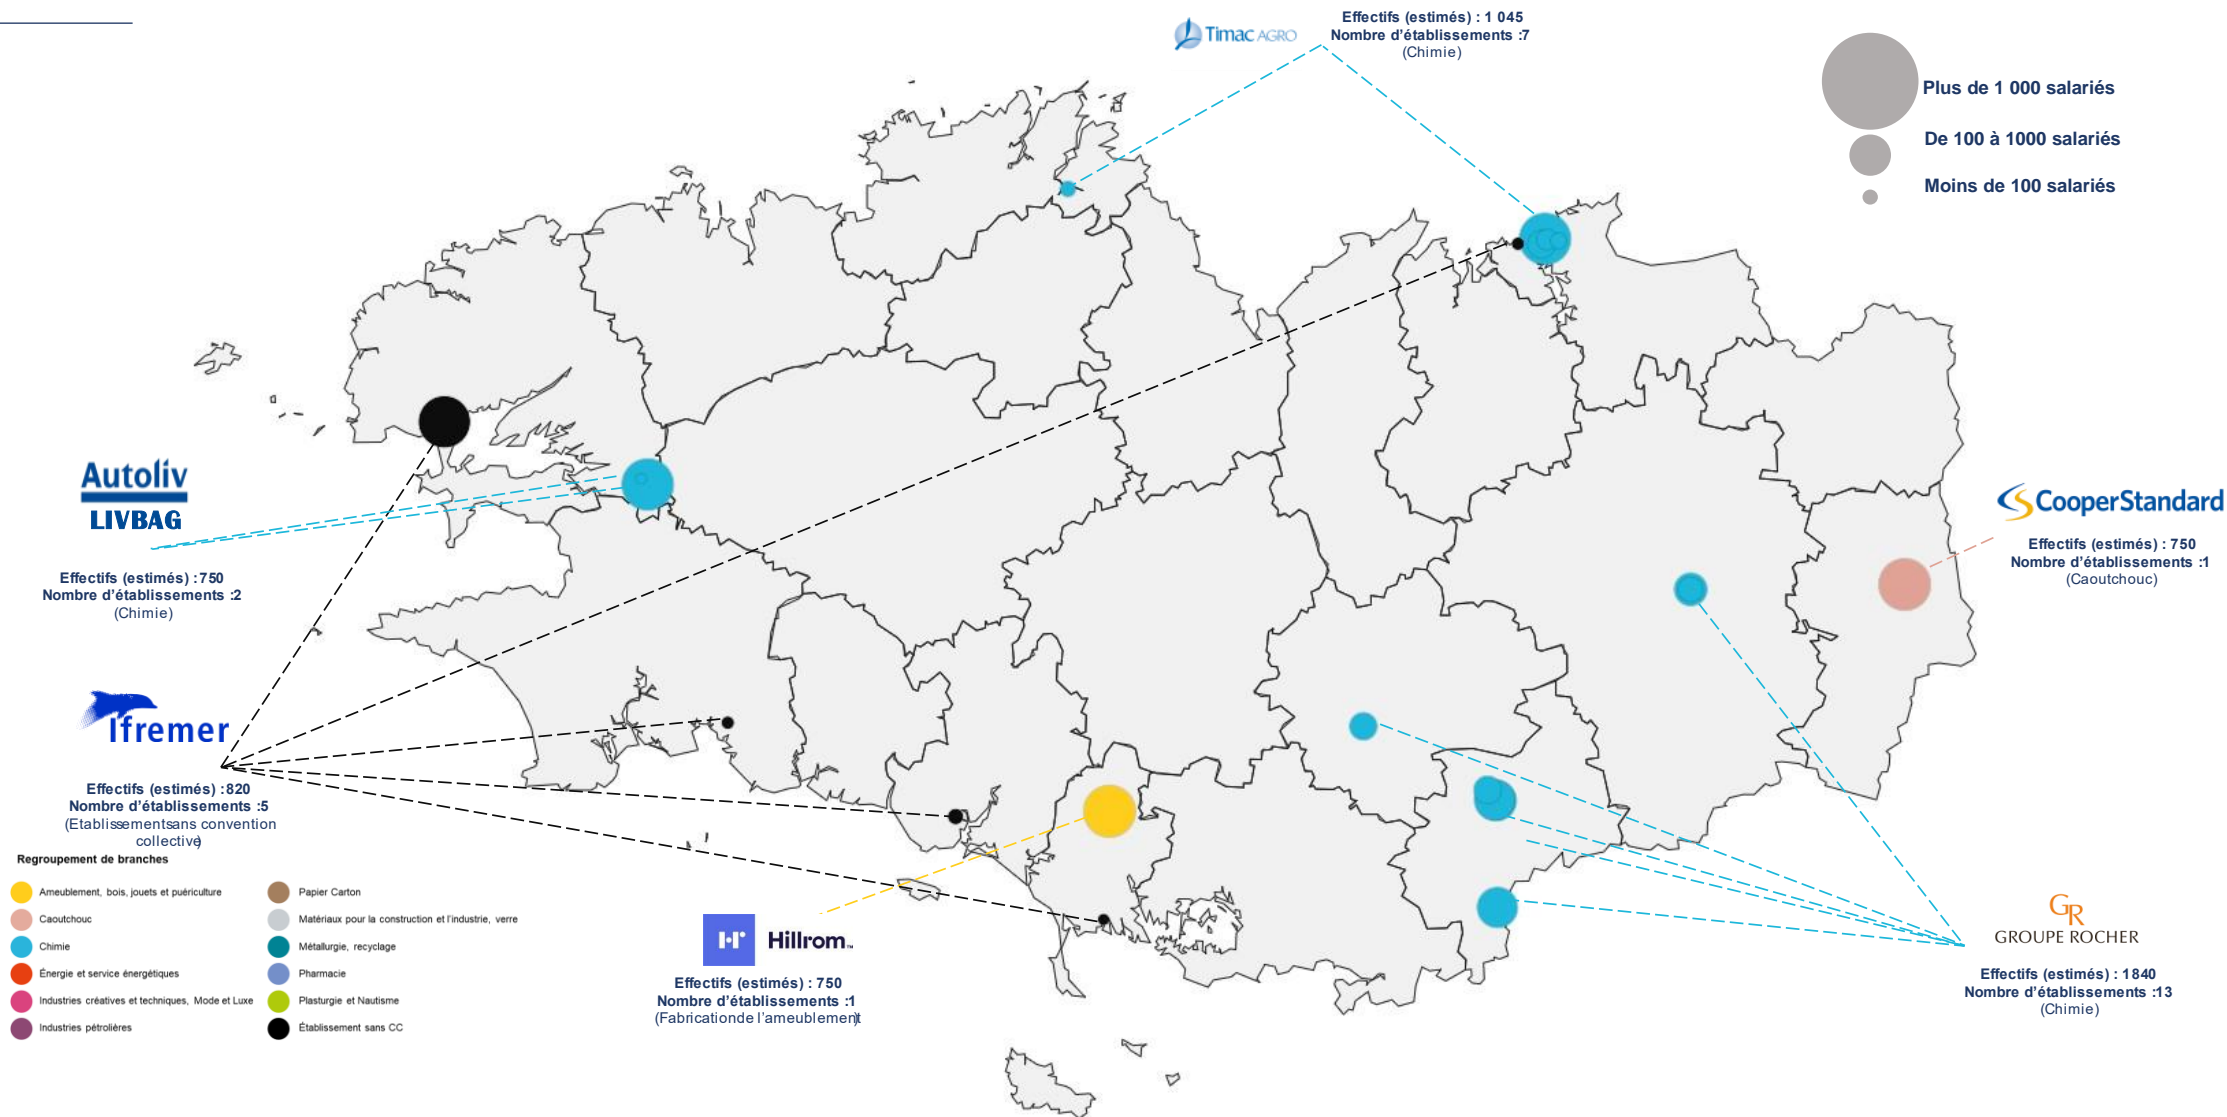 Timac AGRO
Effectifs (estimés) : 1 045
Nombre d'établissements :7
(Chimie)
Plus de 1 000 salariés
De 100 à 1000 salariés
Moins de 100 salariés
Autoliv
LIVBAG
Effectifs (estimés) :750
Nombre d'établissements :2
(Chimie)
CooperStandard
Effectifs (estimés) : 750
Nombre d'établissements :1
(Caoutchouc)
Ifremer
Effectifs (estimés) :820
Nombre d'établissements :5
(Etablissementsans convention
collective)
Regroupement de branches
Ameublement, bois, jouets et puériculture
Caoutchouc
Chimie
Énergie et service énergétiques
Industries créatives et techniques, Mode et Luxe
Industries pétrolières
Papier Carton
Matériaux pour la construction et l'industrie, verre
Métallurgie, recyclage
Pharmacie
Plasturgie et Nautisme
Établissement sans CC
Hillrom™
Effectifs (estimés) : 750
Nombre d'établissements :1
(Fabricationde l'ameublement)
GR
GROUPE ROCHER
Effectifs (estimés) : 1840
Nombre d'établissements :13
(Chimie)